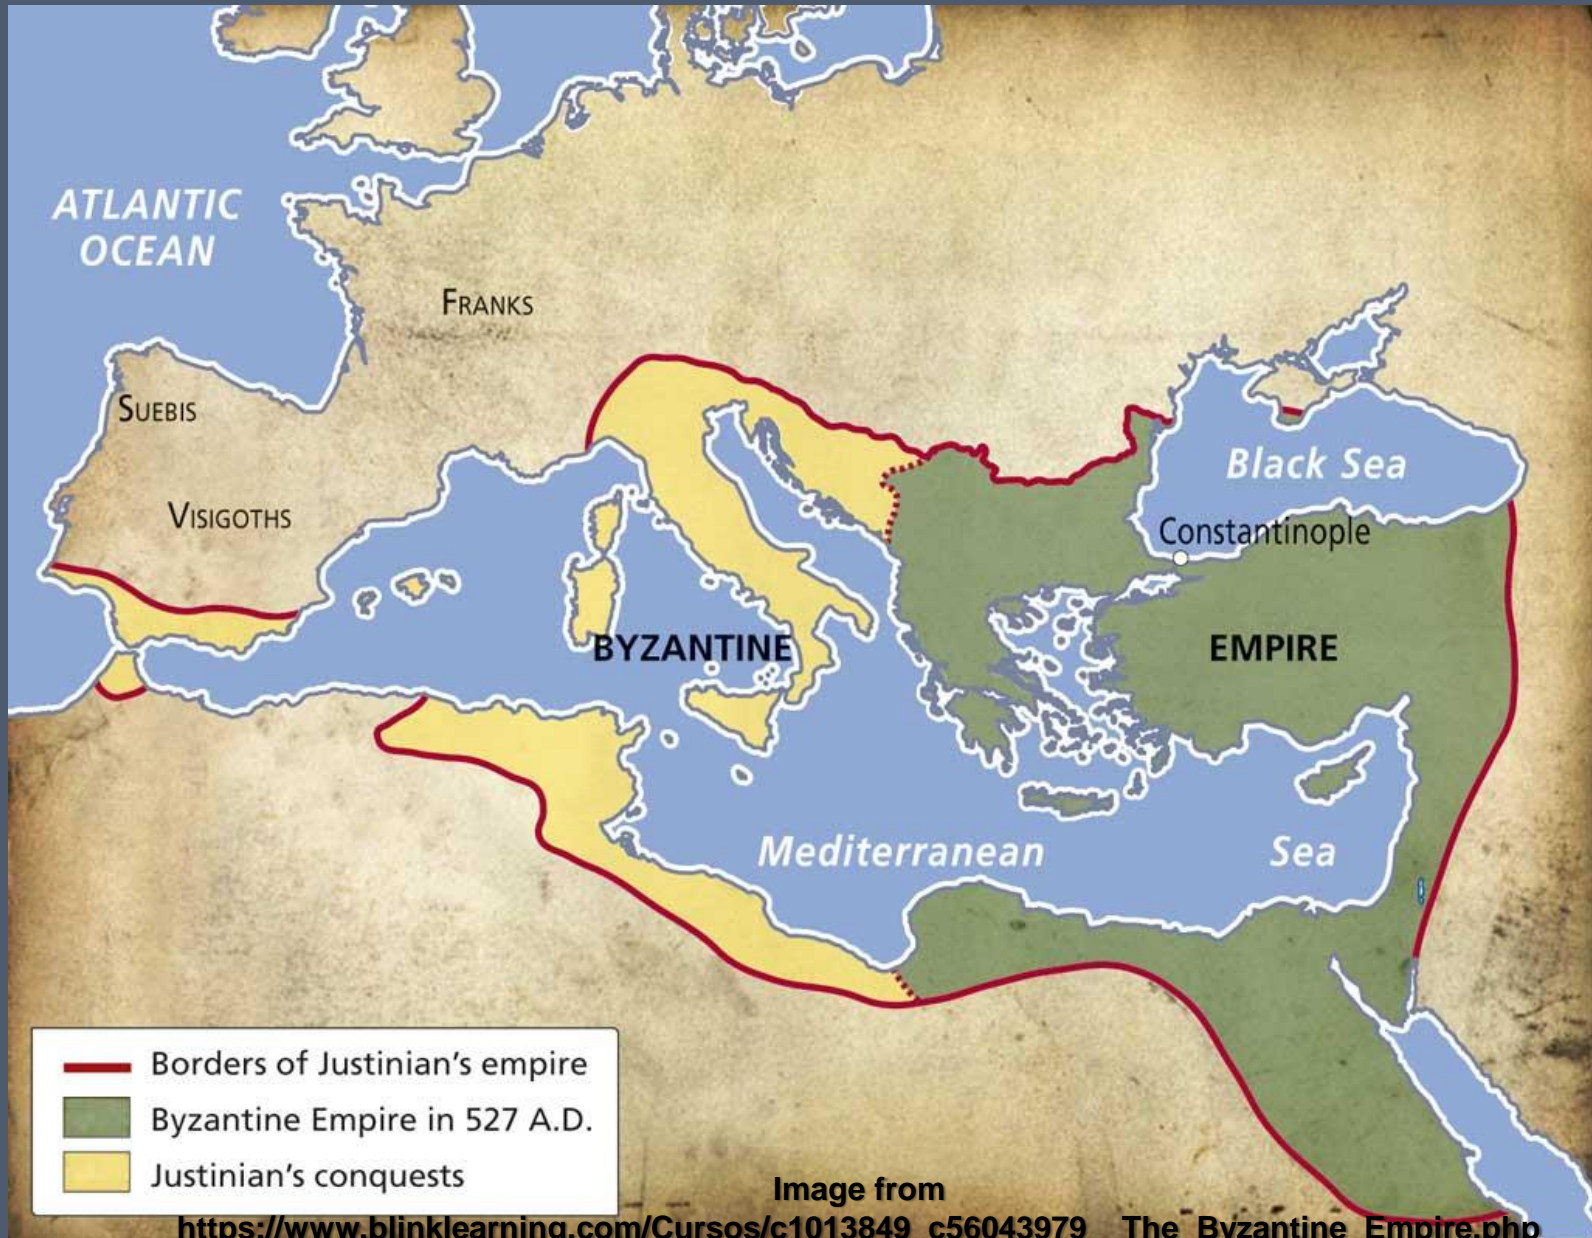 ATLANTIC
OCEAN
FRANKS
SUEBIS
VISIGOTHS
Black Sea
Constantinople
BYZANTINE
EMPIRE
Mediterranean
Sea
Borders of Justinian's empire
Byzantine Empire in 527 A.D.
Justinian's conquests
Image from
https://www.blinklearning.com/Cursos/c1013849_c56043979__The_Byzantine_Empire.php